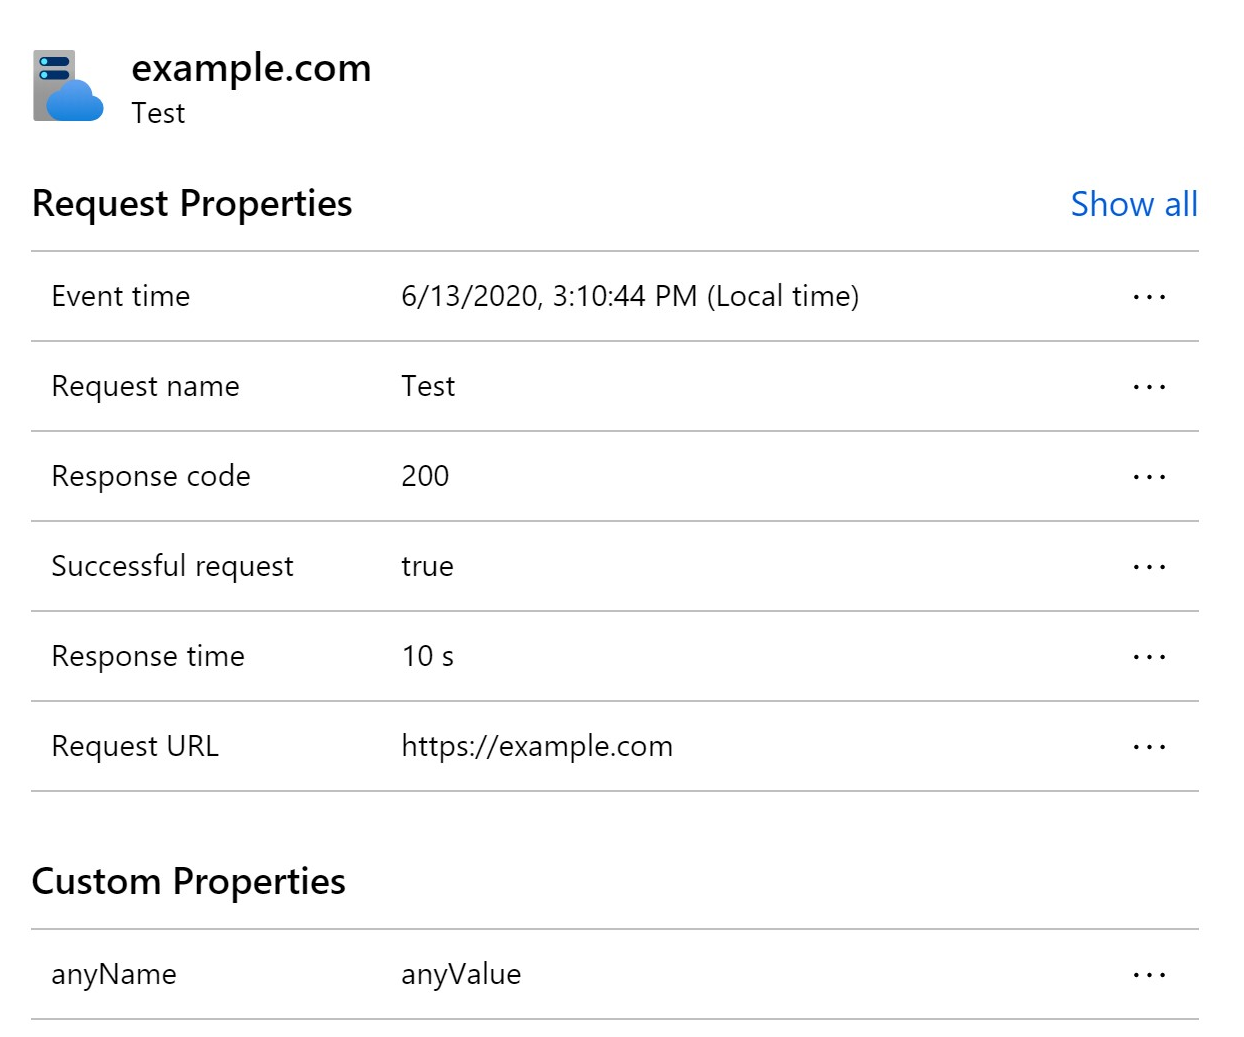 example.com
Test
Request Properties Show all
Event time 6/13/2020, 3:10:44 PM (Local time) ...
Request name Test ...
Response code 200 ...
Successful request true ...
Response time 10 s ...
Request URL https://example.com ...
Custom Properties
anyName anyValue ...